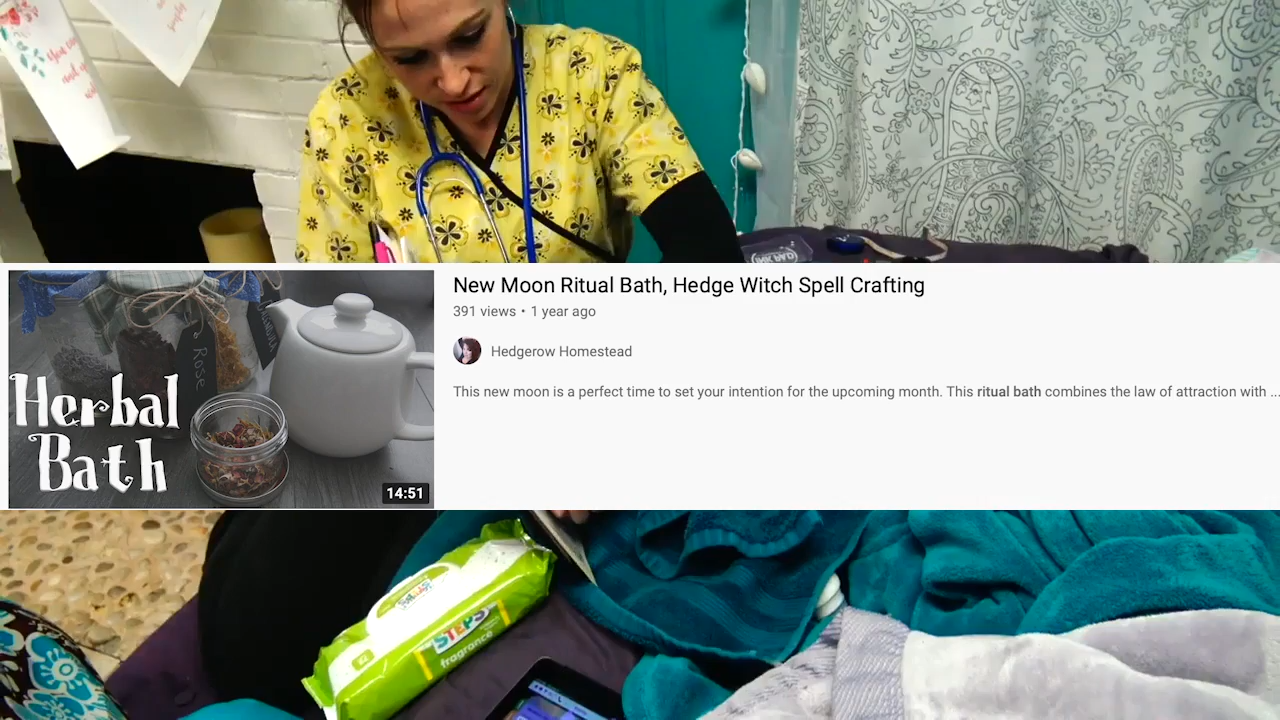 New Moon Ritual Bath, Hedge Witch Spell Crafting
391 views • 1 year ago
Hedgerow Homestead
This new moon is a perfect time to set your intention for the upcoming month. This ritual bath combines the law of attraction with ...
Rose
Herbal
Bath
14:51
STEPS
fragrance